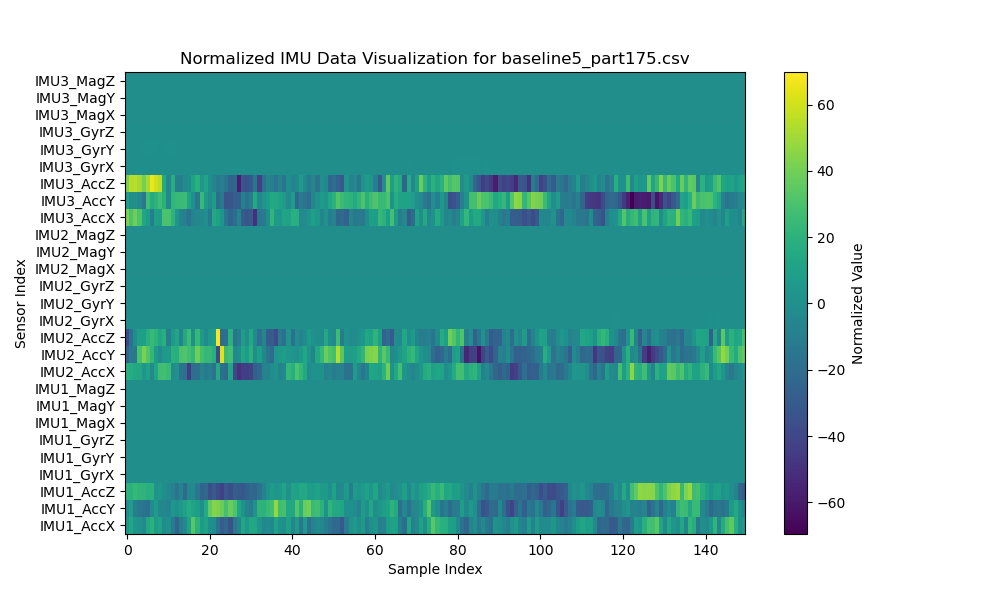 Normalized IMU Data Visualization for baseline5_part175.csv
IMU3_MagZ
IMU3_MagY
IMU3_MagX
IMU3_GyrZ
IMU3_GyrY
IMU3_GyrX
IMU3_AccZ
IMU3_AccY
IMU3_AccX
IMU2_MagZ
IMU2_MagY
IMU2_MagX
IMU2_GyrZ
IMU2_GyrY
IMU2_GyrX
IMU2_AccZ
IMU2_AccY
IMU2_AccX
IMU1_MagZ
IMU1_MagY
IMU1_MagX
IMU1_GyrZ
IMU1_GyrY
IMU1_GyrX
IMU1_AccZ
IMU1_AccY
IMU1_AccX
Sensor Index
0 20 40 60 80 100 120 140
Sample Index
60
40
20
0
−20
−40
−60
Normalized Value